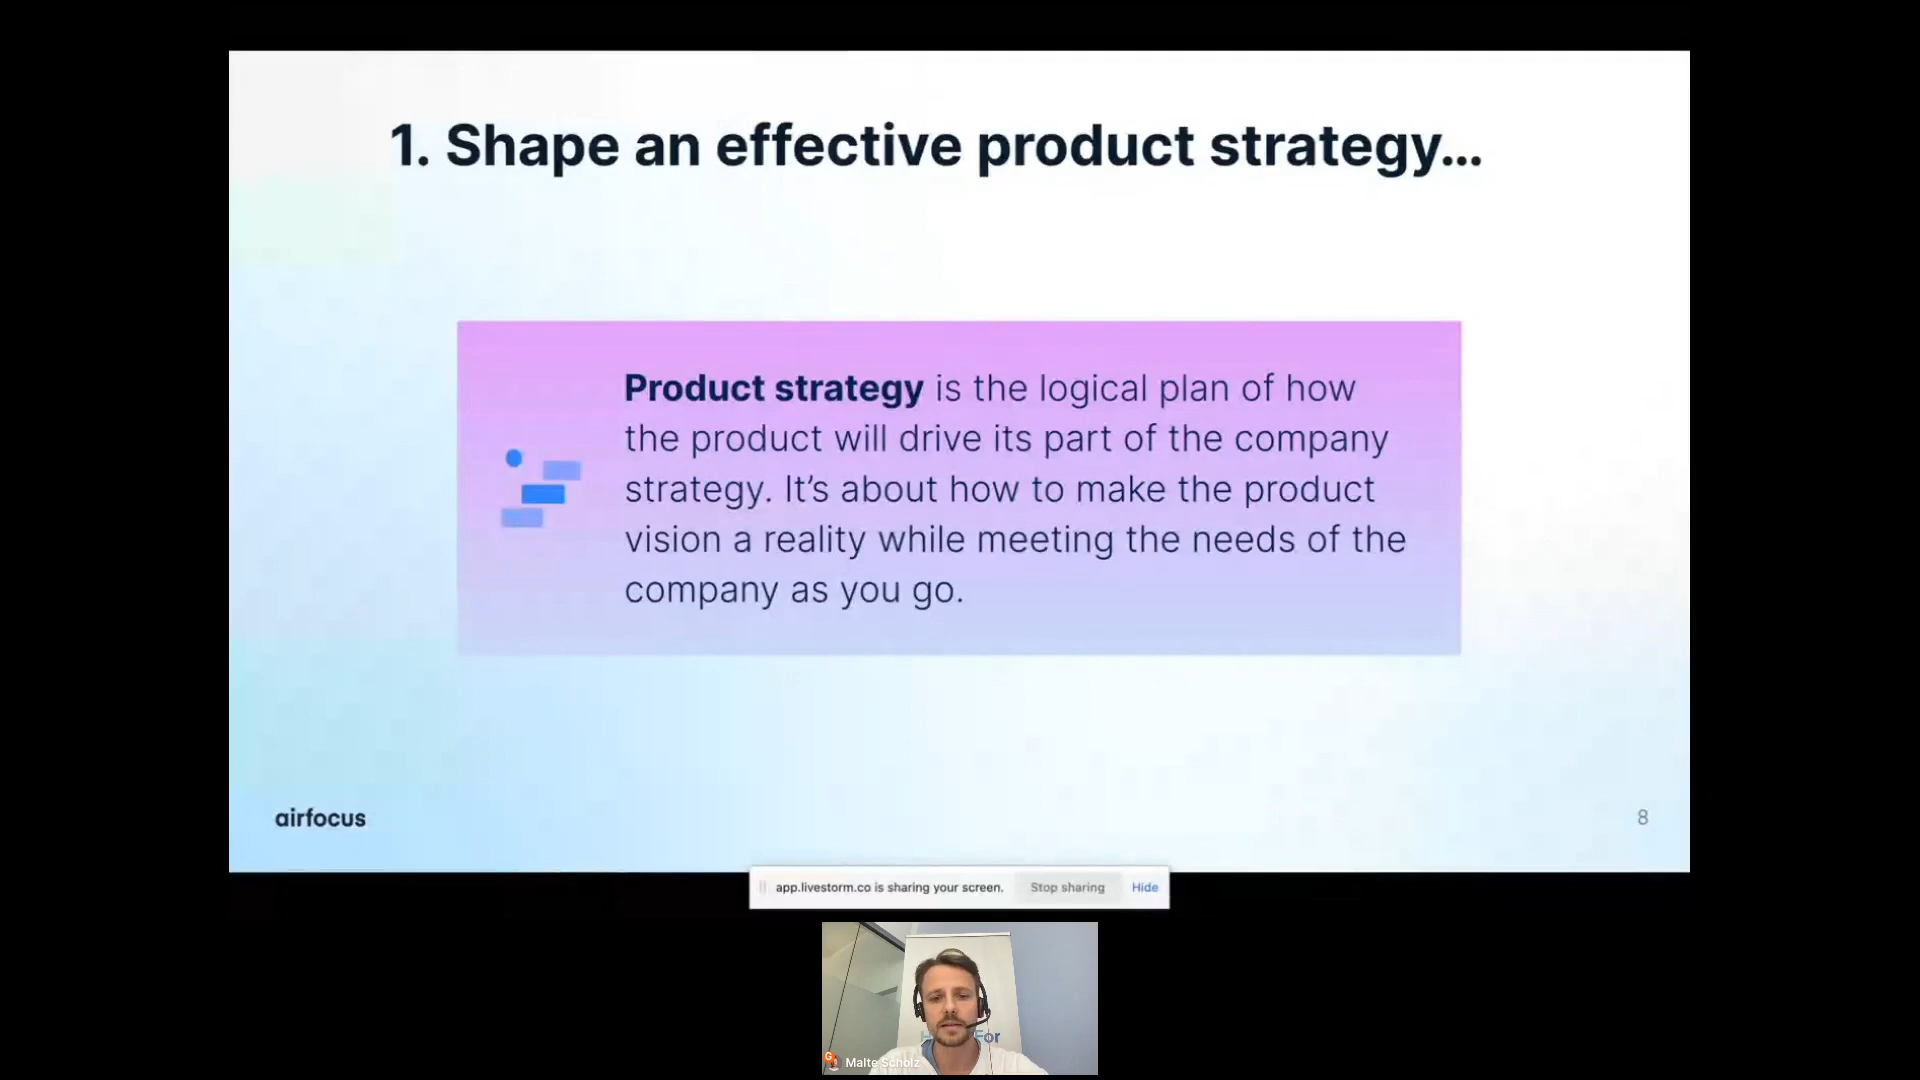 1. Shape an effective product strategy...
Product strategy is the logical plan of how
the product will drive its part of the company
strategy. It’s about how to make the product
vision a reality while meeting the needs of the
company as you go.
airfocus
8
app.livestorm.co is sharing your screen.
Stop sharing
Hide
For
G
Malte Scholz